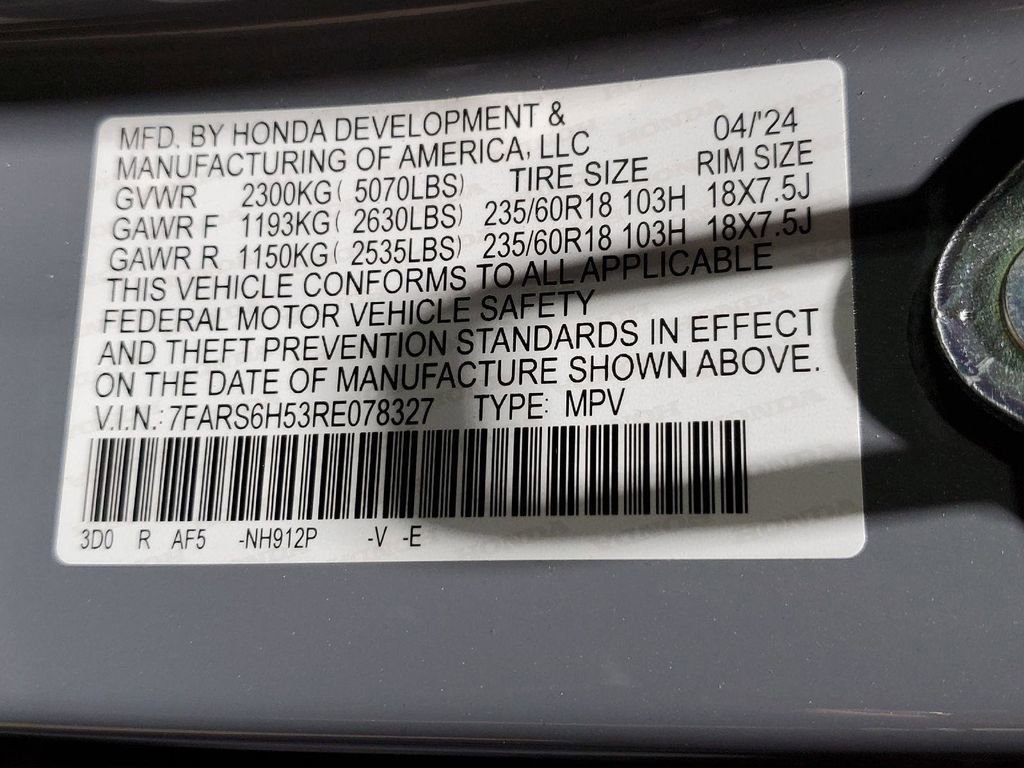 MFD. BY HONDA DEVELOPMENT &
MANUFACTURING OF AMERICA, LLC 04/'24
GVWR 2300KG( 5070LBS) TIRE SIZE RIM SIZE
GAWR F 1193KG( 2630LBS) 235/60R18 103H 18X7.5J
GAWR R 1150KG( 2535LBS) 235/60R18 103H 18X7.5J
THIS VEHICLE CONFORMS TO ALL APPLICABLE
FEDERAL MOTOR VEHICLE SAFETY
AND THEFT PREVENTION STANDARDS IN EFFECT
ON THE DATE OF MANUFACTURE SHOWN ABOVE.
V.I.N.: 7FARS6H53RE078327 TYPE: MPV
3D0 R AF5 -NH912P -V -E